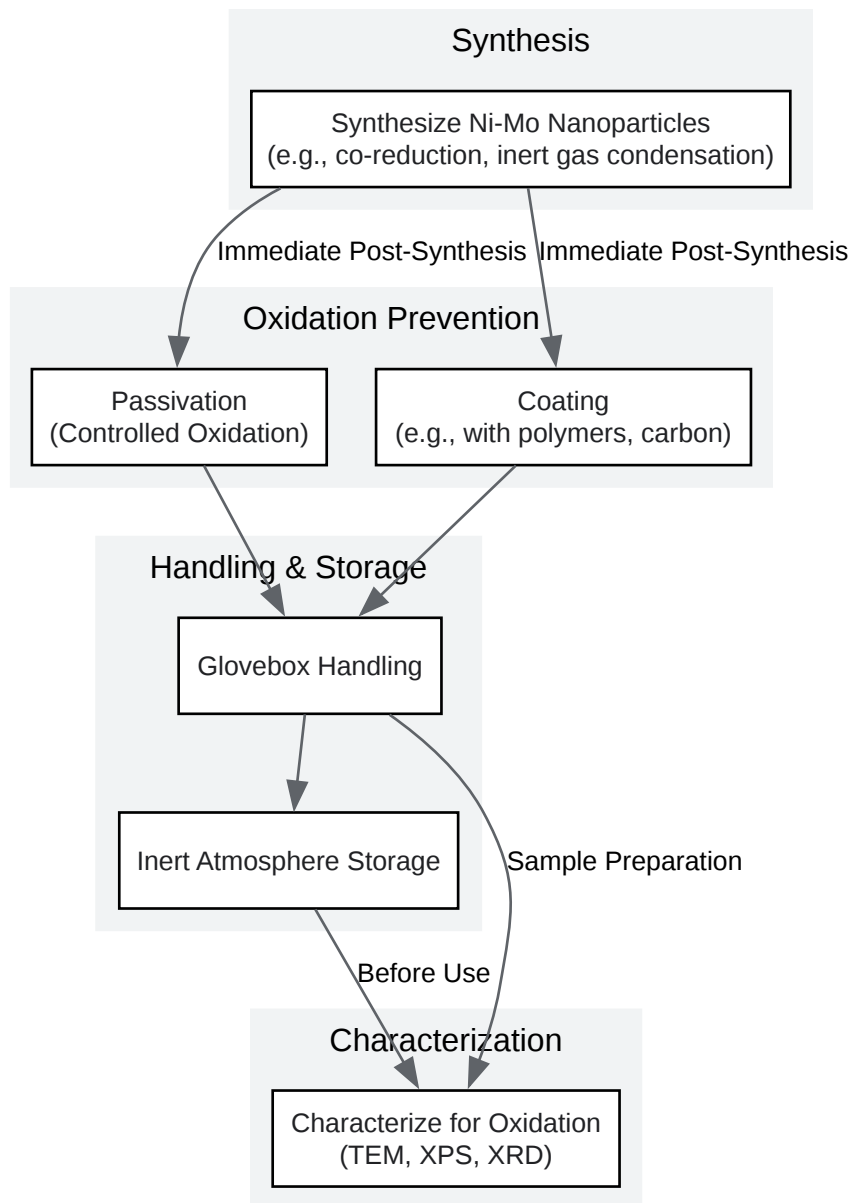 Synthesis
Synthesize Ni-Mo Nanoparticles
(e.g., co-reduction, inert gas condensation)
Immediate Post-Synthesis
Immediate Post-Synthesis
Oxidation Prevention
Passivation
(Controlled Oxidation)
Coating
(e.g., with polymers, carbon)
Handling & Storage
Glovebox Handling
Inert Atmosphere Storage
Sample Preparation
Before Use
Characterization
Characterize for Oxidation
(TEM, XPS, XRD)